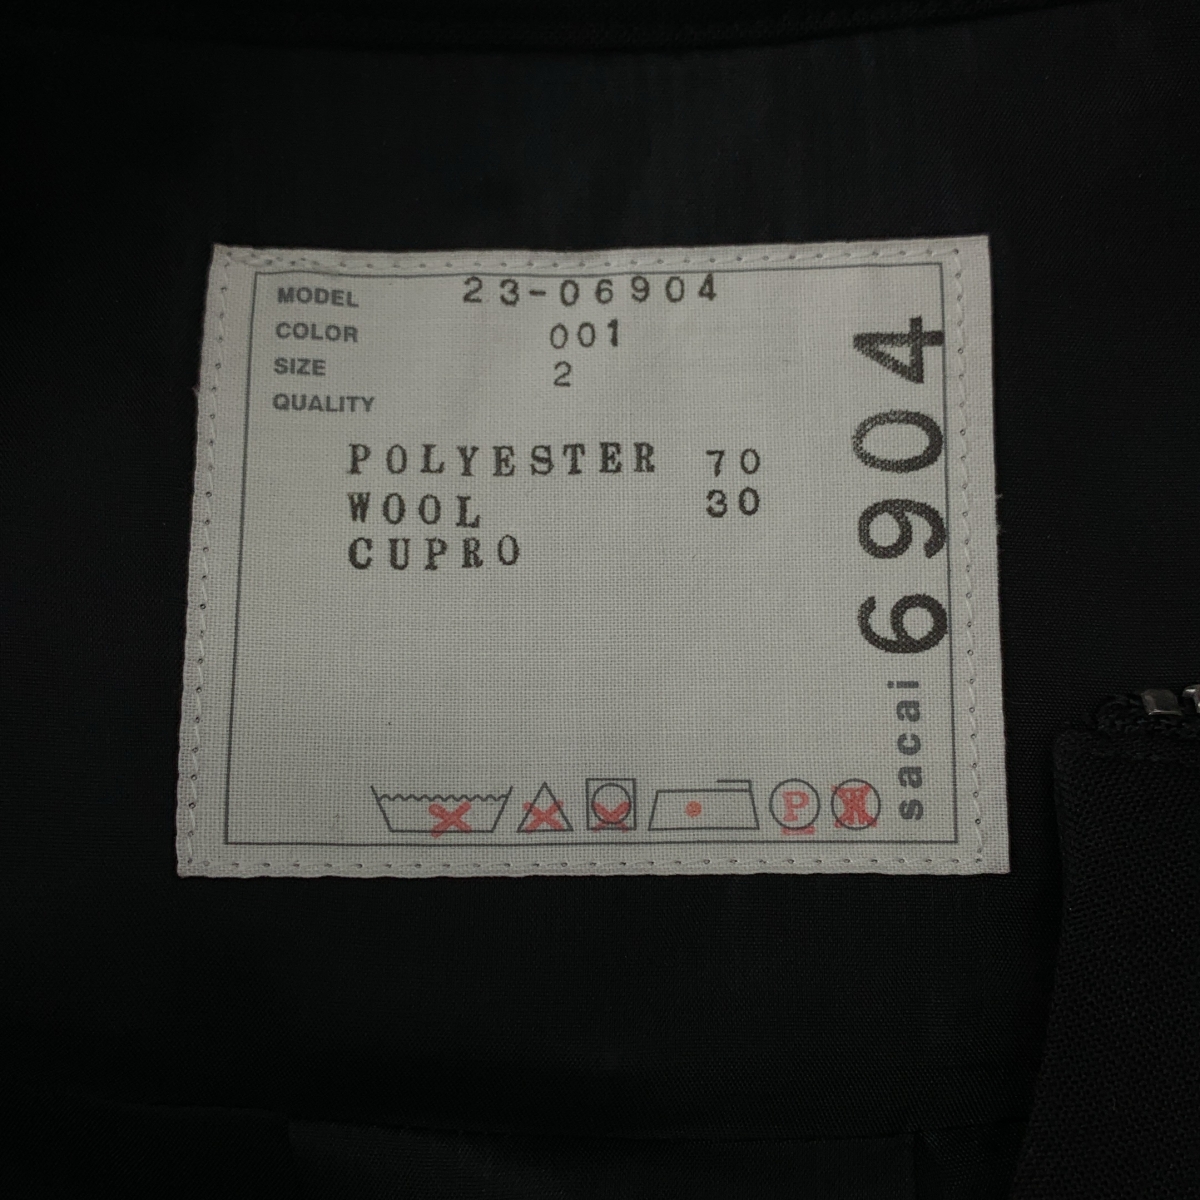 MODEL 23-06904
COLOR 001
SIZE 2
QUALITY
POLYESTER 70
WOOL 30
CUPRO
P
W
sacai 6904